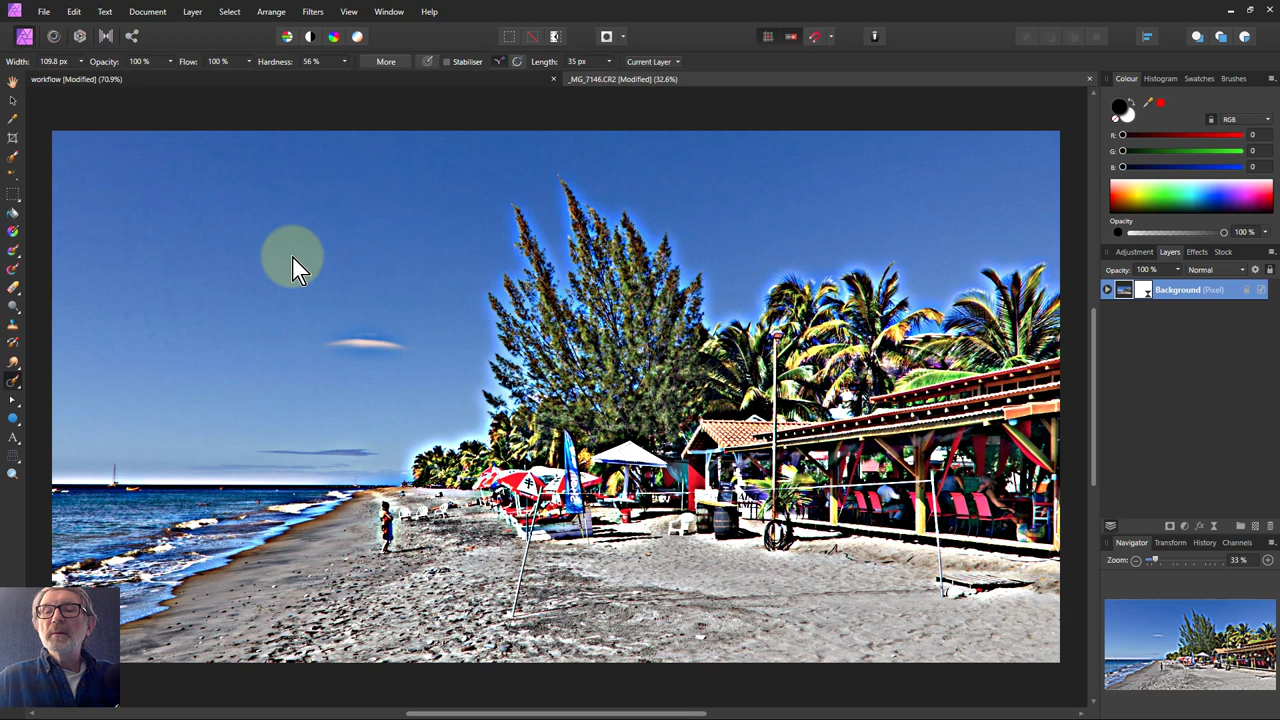 File Edit Text Document Layer Select Arrange Filters View Window Help
Width: 109.8 px Opacity: 100 % Flow: 100 % Hardness: 56 % More Stabiliser Length: 35 px Current Layer
workflow [Modified] (70.9%) _MG_7146.CR2 [Modified] (32.6%)
Colour Histogram Swatches Brushes
RGB
R: 0
G: 0
B: 0
Opacity
100 %
Adjustment Layers Effects Stock
Opacity: 100 % Normal
Background (Pixel)
Navigator Transform History Channels
Zoom: 33 %